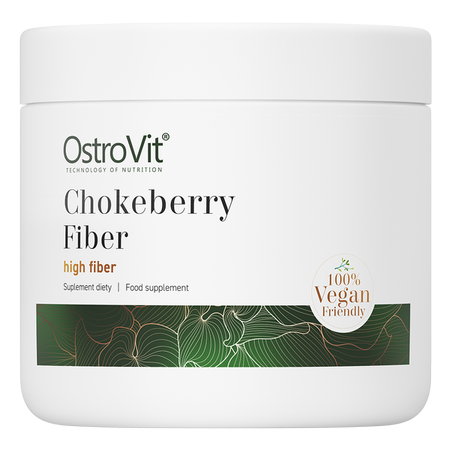 OstroVit®
TECHNOLOGY OF NUTRITION
Chokeberry
Fiber
high fiber
Suplement diety | Food supplement
100%
Vegan
Friendly